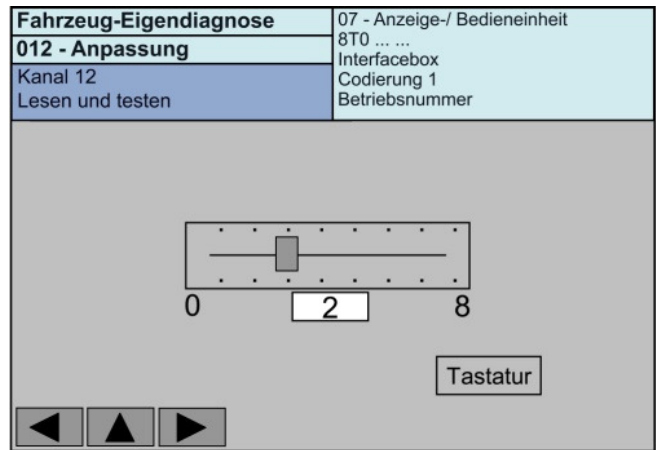 Fahrzeug-Eigendiagnose
012 - Anpassung
Kanal 12
Lesen und testen
07 - Anzeige-/ Bedieneinheit
8T0 ... ...
Interfacebox
Codierung 1
Betriebsnummer
0
2
8
Tastatur